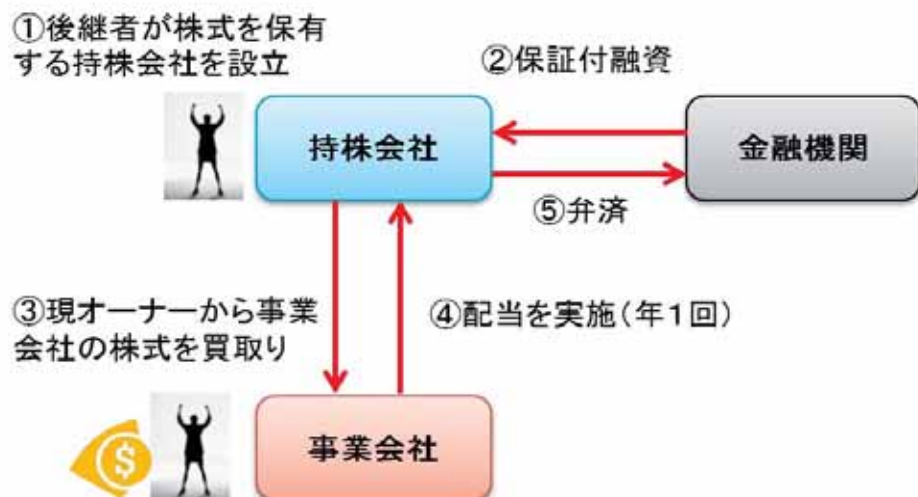 ①後継者が株式を保有
する持株会社を設立
②保証付融資
持株会社
金融機関
⑤弁済
③現オーナーから事業
会社の株式を買取り
④配当を実施(年1回)
事業会社
$